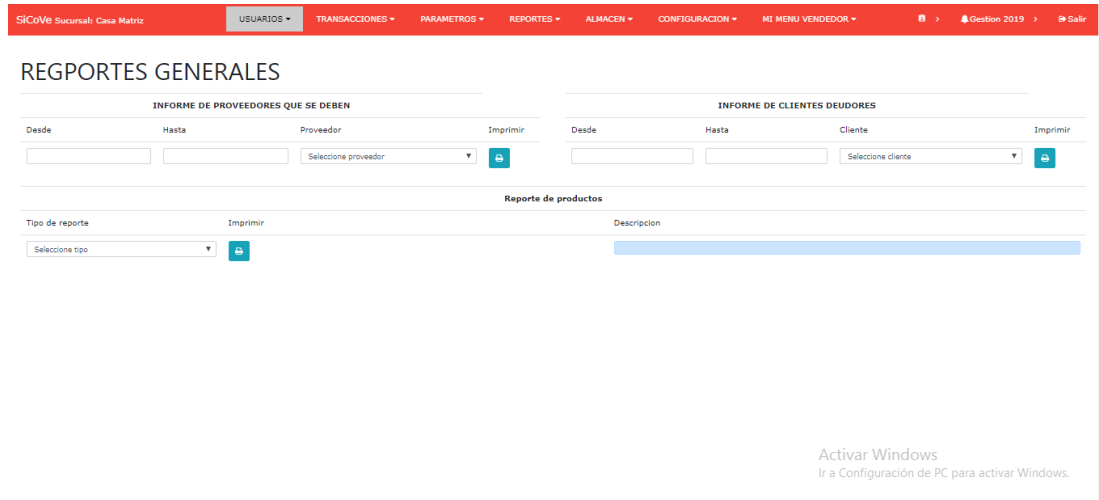 SiCoVe Sucursal: Casa Matriz USUARIOS TRANSACCIONES PARAMETROS REPORTES ALMACEN CONFIGURACION MI MENU VENDEDOR Gestion 2019 Salir
REGPORTES GENERALES
INFORME DE PROVEEDORES QUE SE DEBEN
Desde Hasta Proveedor Imprimir
Seleccione proveedor
INFORME DE CLIENTES DEUDORES
Desde Hasta Cliente Imprimir
Seleccione cliente
Reporte de productos
Tipo de reporte Imprimir Descripcion
Seleccione tipo
Activar Windows
Ir a Configuración de PC para activar Windows.